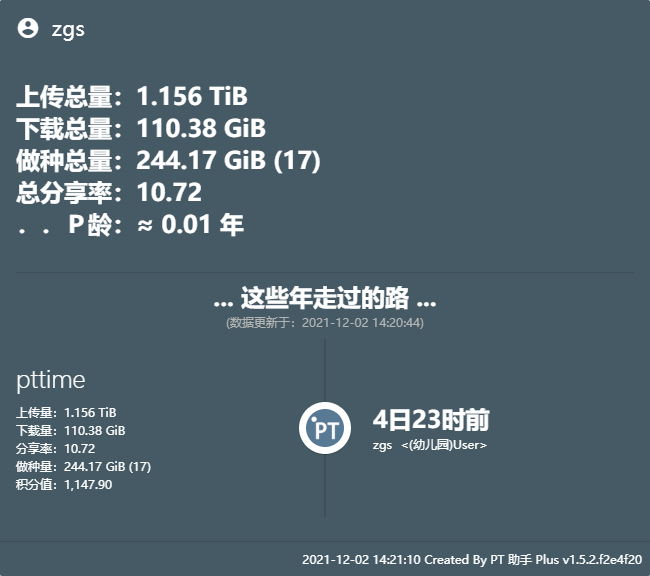 zgs
上传总量：1.156 TiB
下载总量：110.38 GiB
做种总量：244.17 GiB (17)
总分享率：10.72
．．Ｐ龄：≈ 0.01 年
... 这些年走过的路 ...
(数据更新于：2021-12-02 14:20:44)
pttime
上传量：1.156 TiB
下载量：110.38 GiB
分享率：10.72
做种量：244.17 GiB (17)
积分值：1,147.90
PT
4日23时前
zgs <(幼儿园)User>
2021-12-02 14:21:10 Created By PT 助手 Plus v1.5.2.f2e4f20